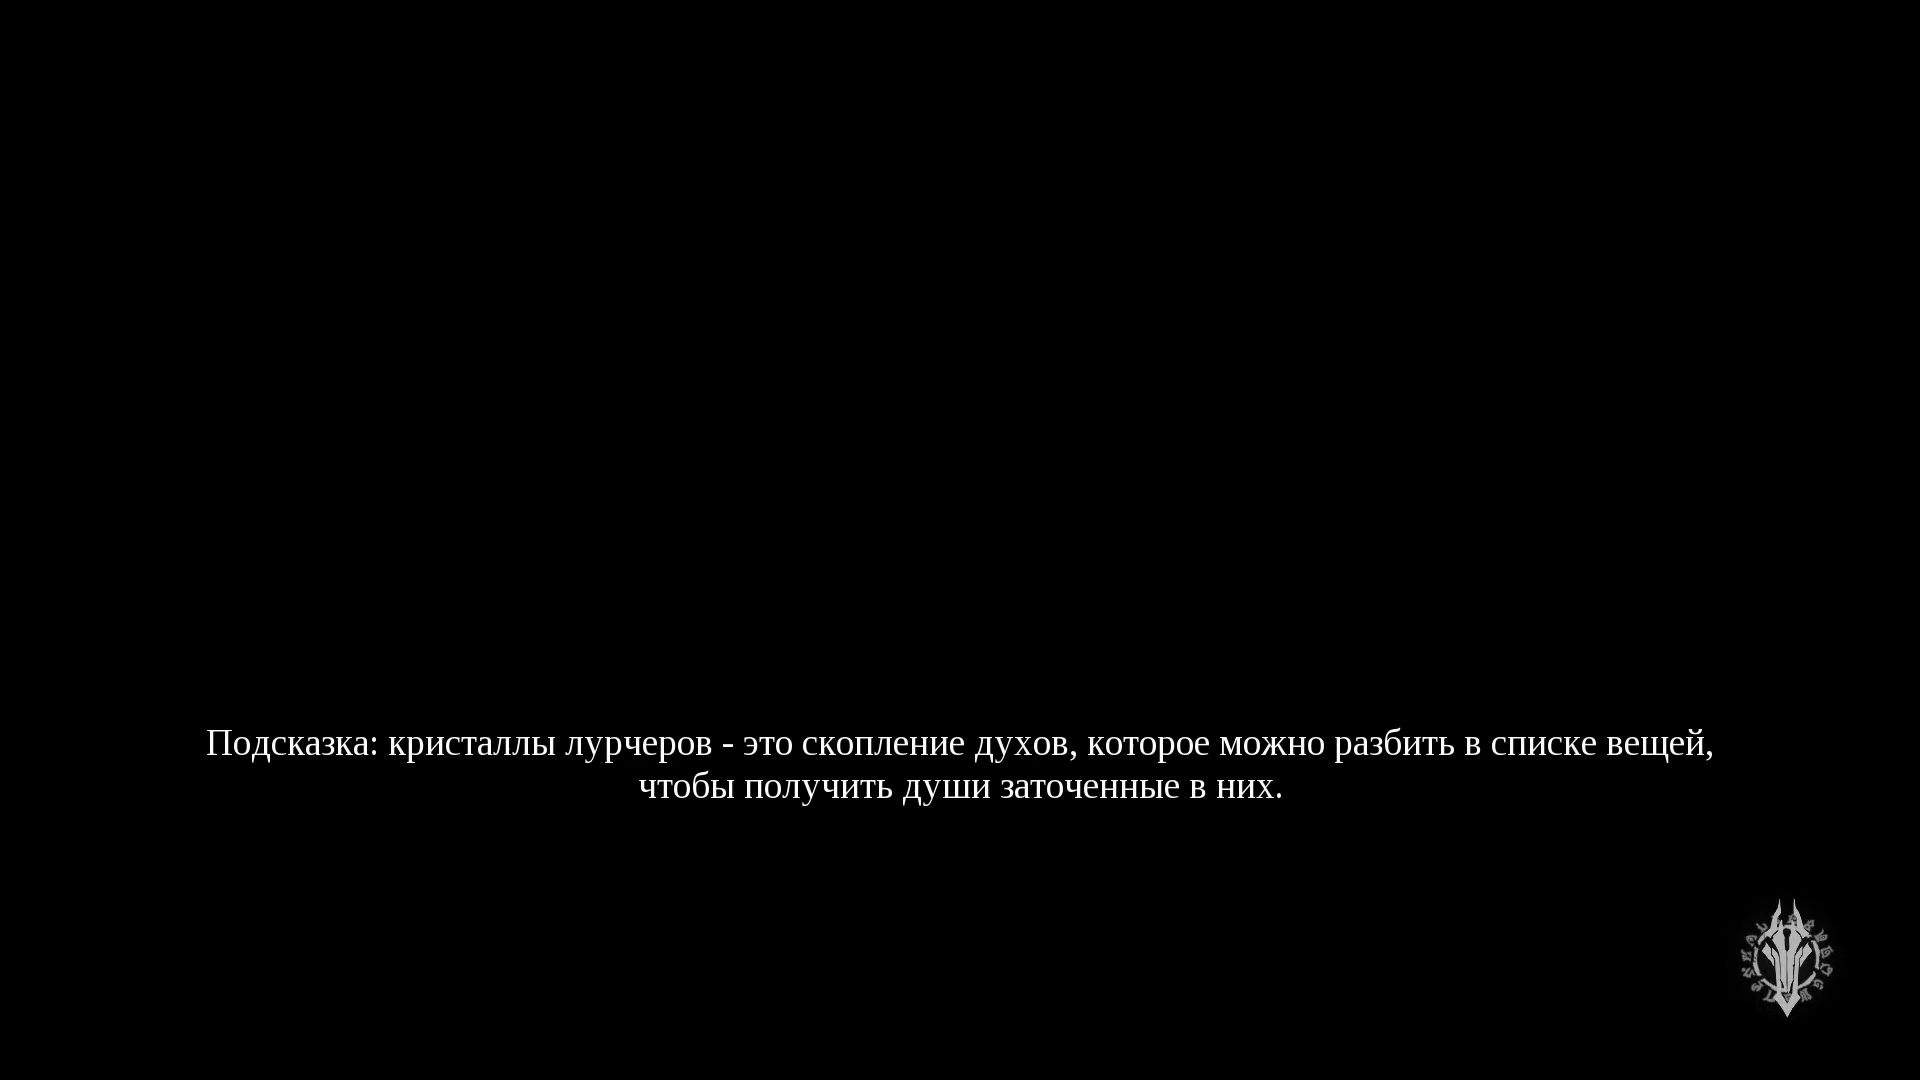 Подсказка: кристаллы лурчеров - это скопление духов, которое можно разбить в списке вещей,
чтобы получить души заточенные в них.